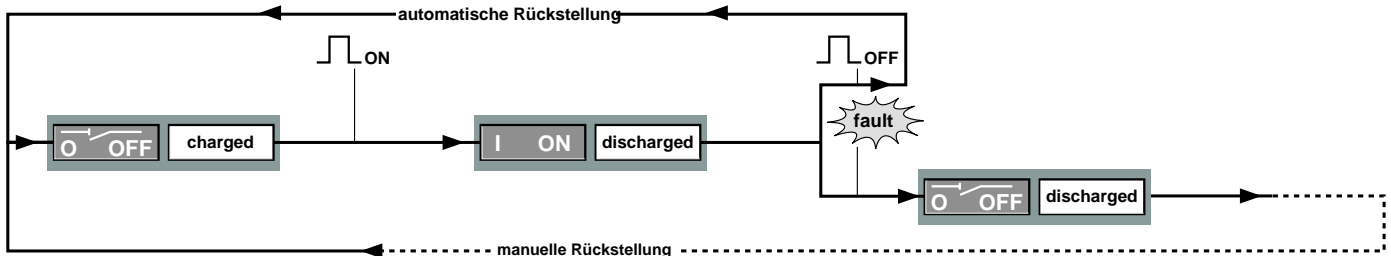 automatische Rückstellung
ON
OFF
fault
O OFF
charged
I ON
discharged
O OFF
discharged
manuelle Rückstellung